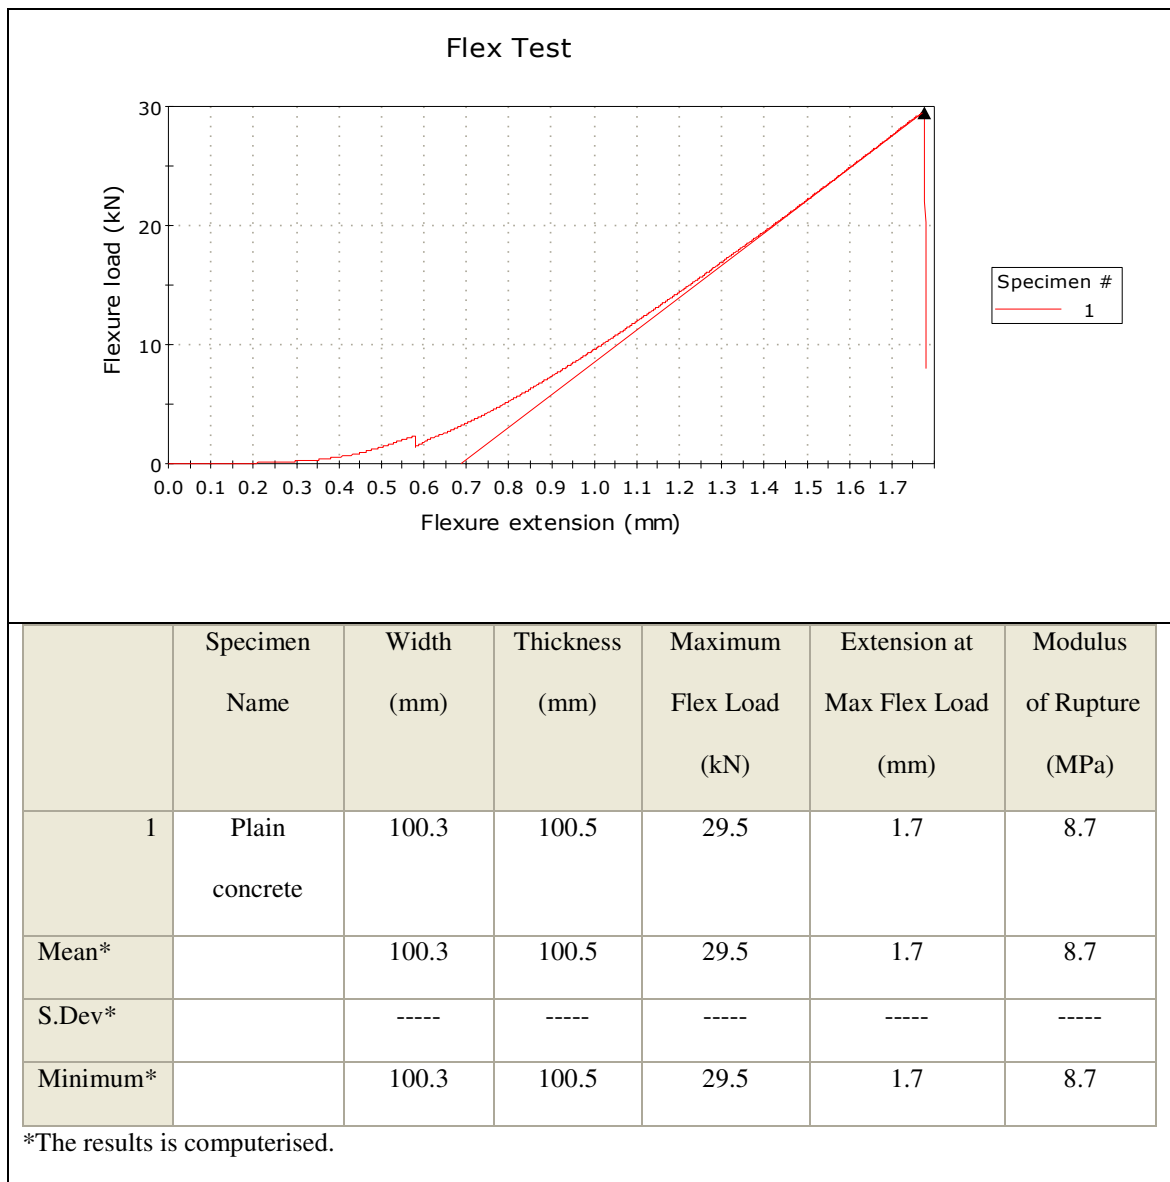 Flex Test
30
20
10
0
Flexure load (kN)
0.0 0.1 0.2 0.3 0.4 0.5 0.6 0.7 0.8 0.9 1.0 1.1 1.2 1.3 1.4 1.5 1.6 1.7
Flexure extension (mm)
Specimen #
1
Specimen Width Thickness Maximum Extension at Modulus
Name (mm) (mm) Flex Load Max Flex Load of Rupture
(kN) (mm) (MPa)
1 Plain 100.3 100.5 29.5 1.7 8.7
concrete
Mean* 100.3 100.5 29.5 1.7 8.7
S.Dev* ----- ----- ----- ----- -----
Minimum* 100.3 100.5 29.5 1.7 8.7
*The results is computerised.